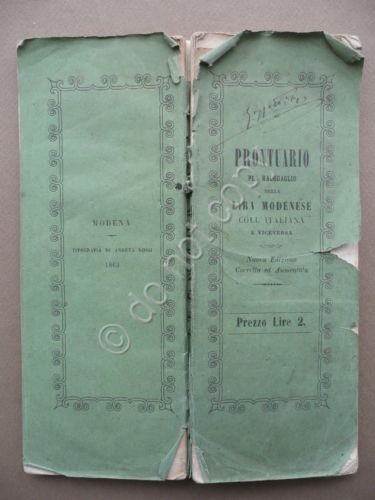 MODENA
TIPOGRAFIA DI ANDREA ROSSI
1863
PRONTUARIO
PEL RAGGUAGLIO
DELLA
LIRA MODENESE
COLL' ITALIANA
E VICEVERSA
Nuova Edizione
Corretta ed Aumentata
Prezzo Lire 2.